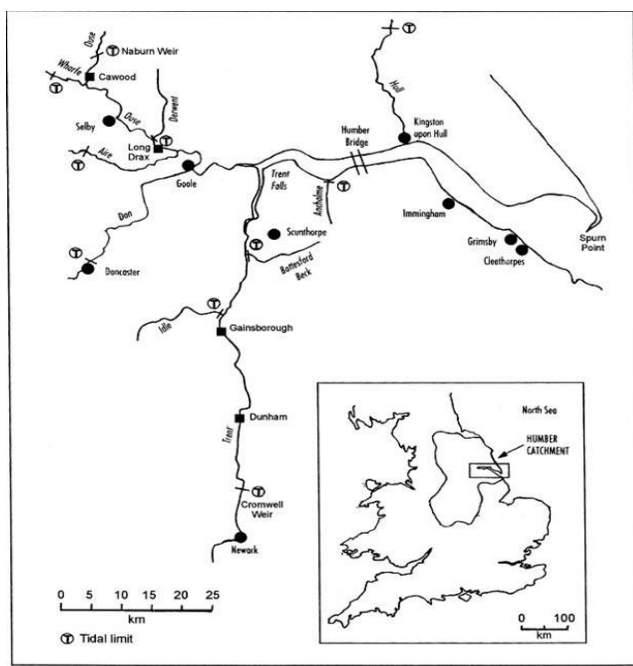 Ouse
Ⓣ Naburn Weir
Wharfe
Cawood
Ⓣ
Selby
Ouse
Derwent
Long
Drax
Ⓣ
Aire
Ⓣ
Goole
Don
Doncaster
Ⓣ
Ⓣ
Hull
Kingston
upon Hull
Humber
Bridge
Trent
Falls
Ⓣ
Ancholme
Scunthorpe
Ⓣ
Bottesford
Beck
Immingham
Grimsby
Cleethorpes
Spurn
Point
Ⓣ
Idle
Gainsborough
Dunham
Trent
Ⓣ
Cromwell
Weir
Newark
0 5 10 15 20 25
km
Ⓣ Tidal limit
North Sea
HUMBER
CATCHMENT
0 100
km